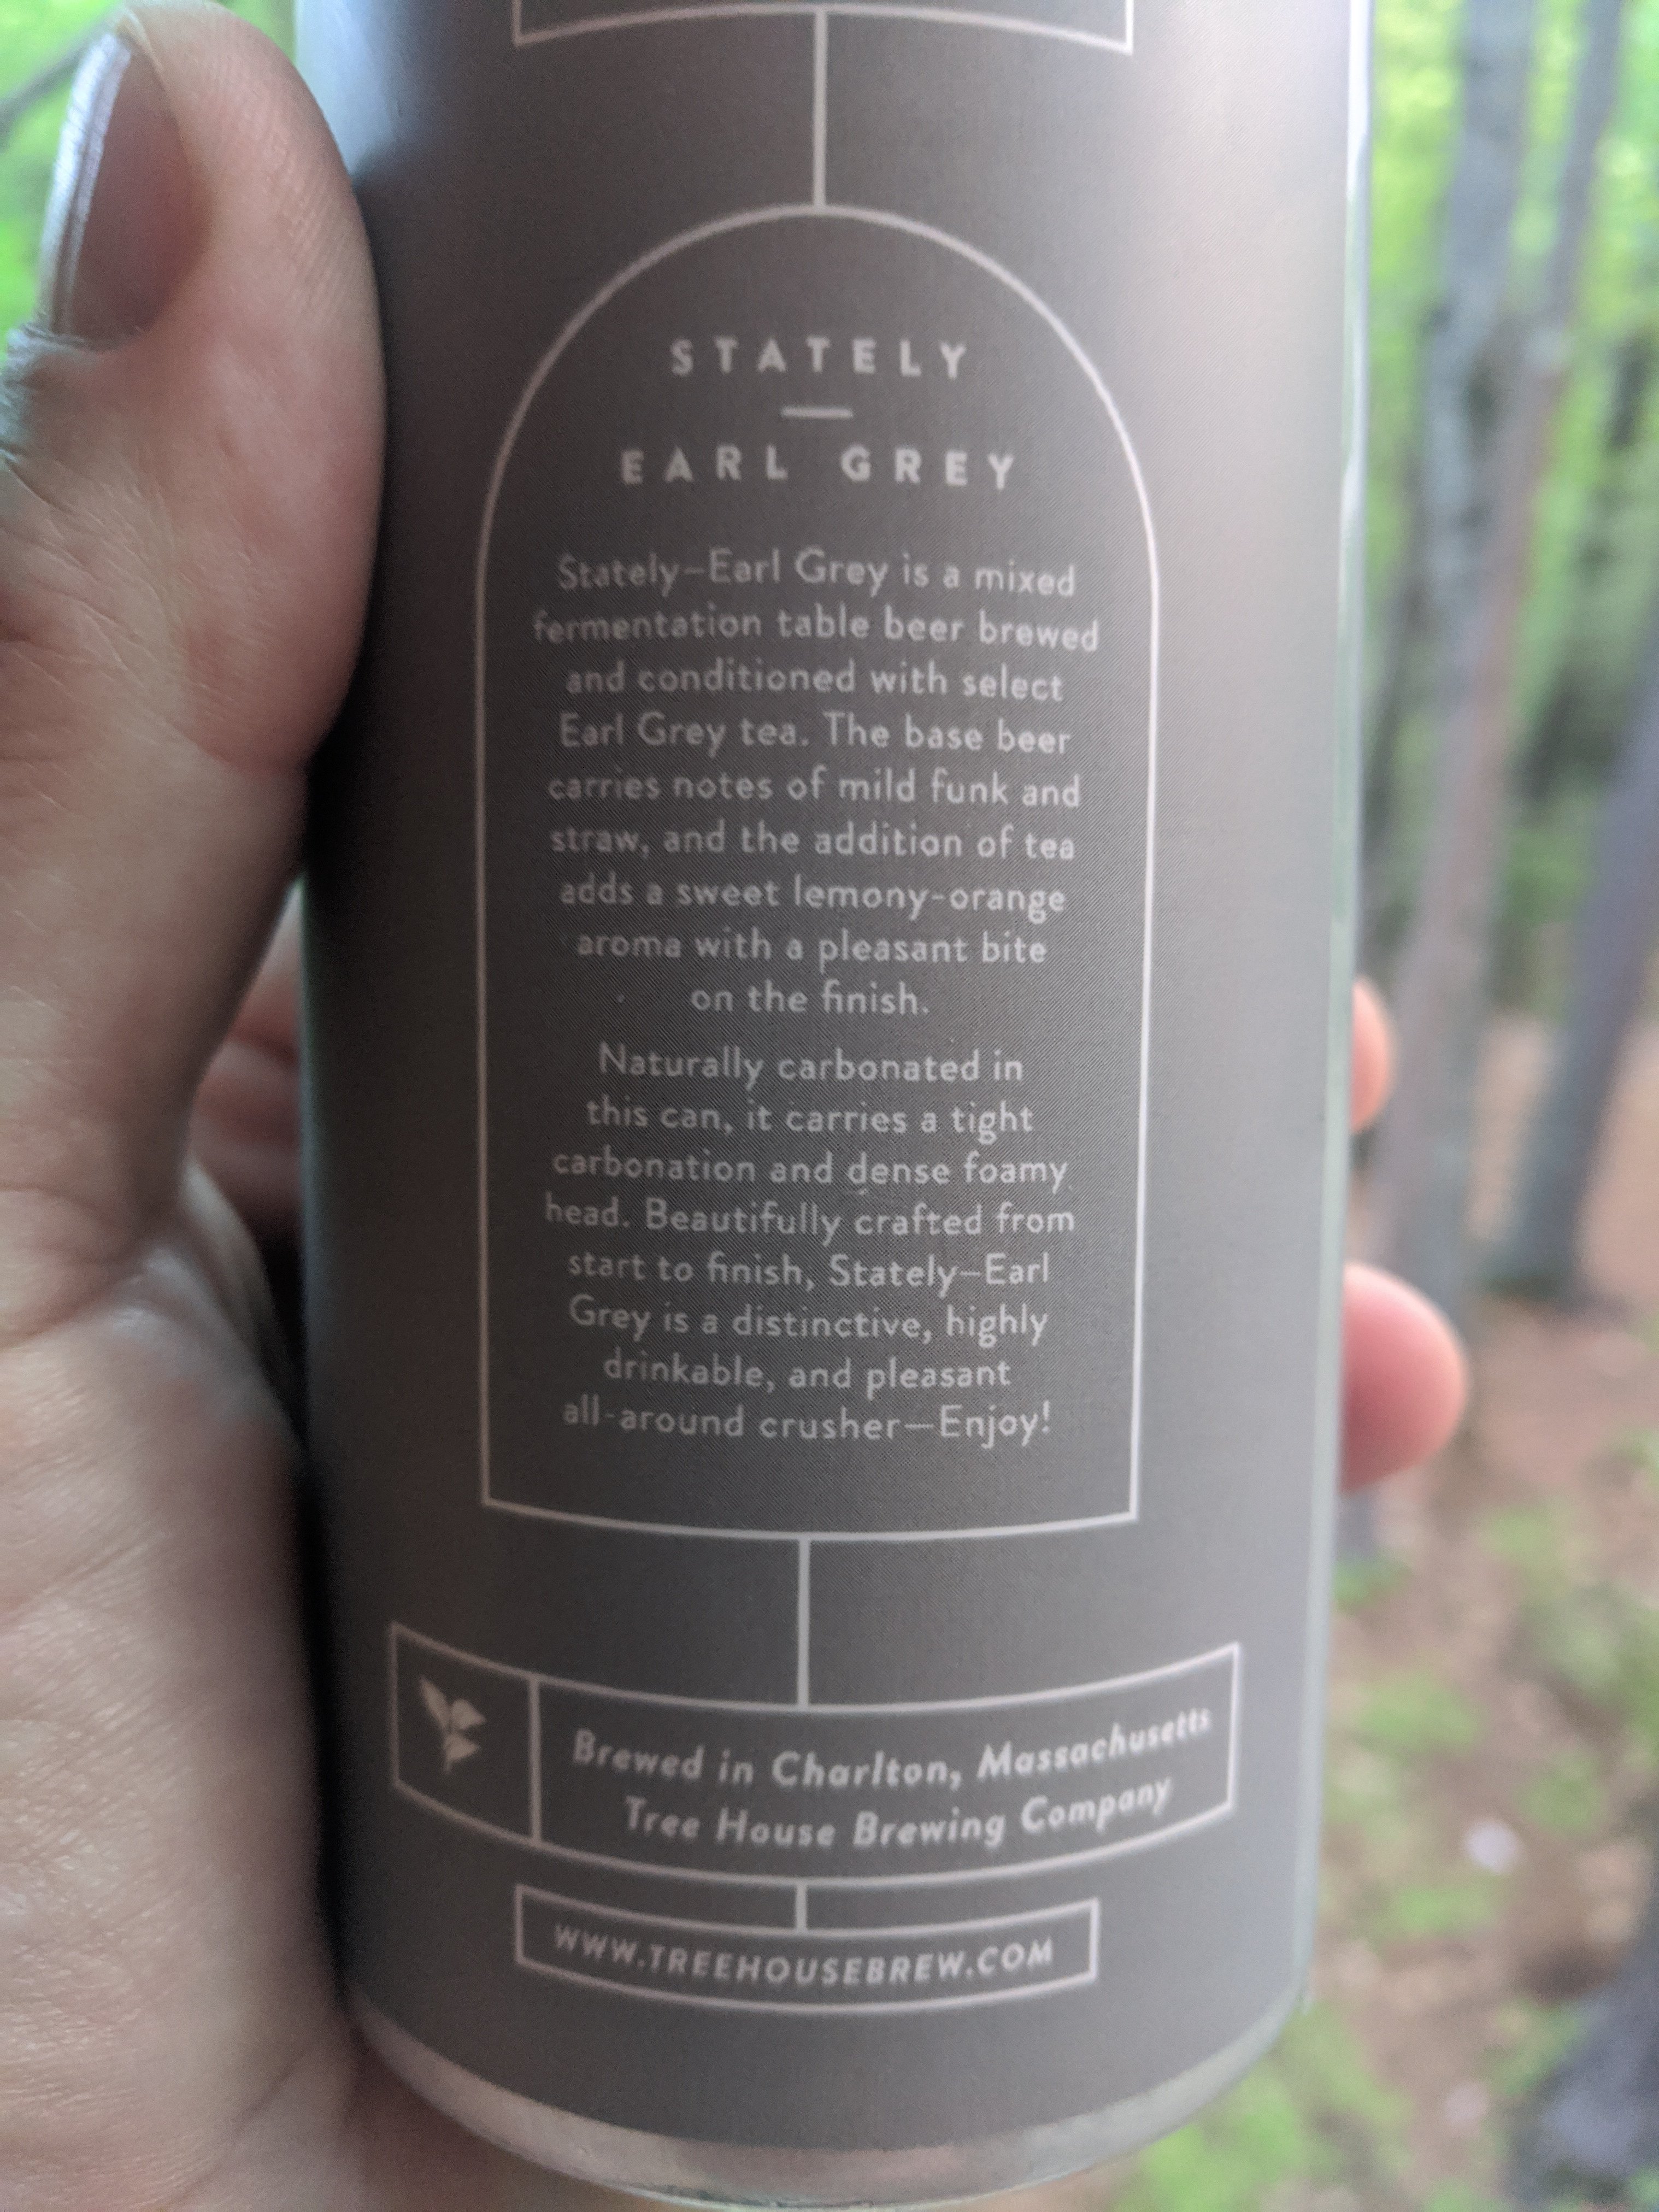 STATELY
—
EARL GREY
Stately–Earl Grey is a mixed
fermentation table beer brewed
and conditioned with select
Earl Grey tea. The base beer
carries notes of mild funk and
straw, and the addition of tea
adds a sweet lemony-orange
aroma with a pleasant bite
on the finish.
Naturally carbonated in
this can, it carries a tight
carbonation and dense foamy
head. Beautifully crafted from
start to finish, Stately–Earl
Grey is a distinctive, highly
drinkable, and pleasant
all-around crusher—Enjoy!
Brewed in Charlton, Massachusetts
Tree House Brewing Company
WWW.TREEHOUSEBREW.COM